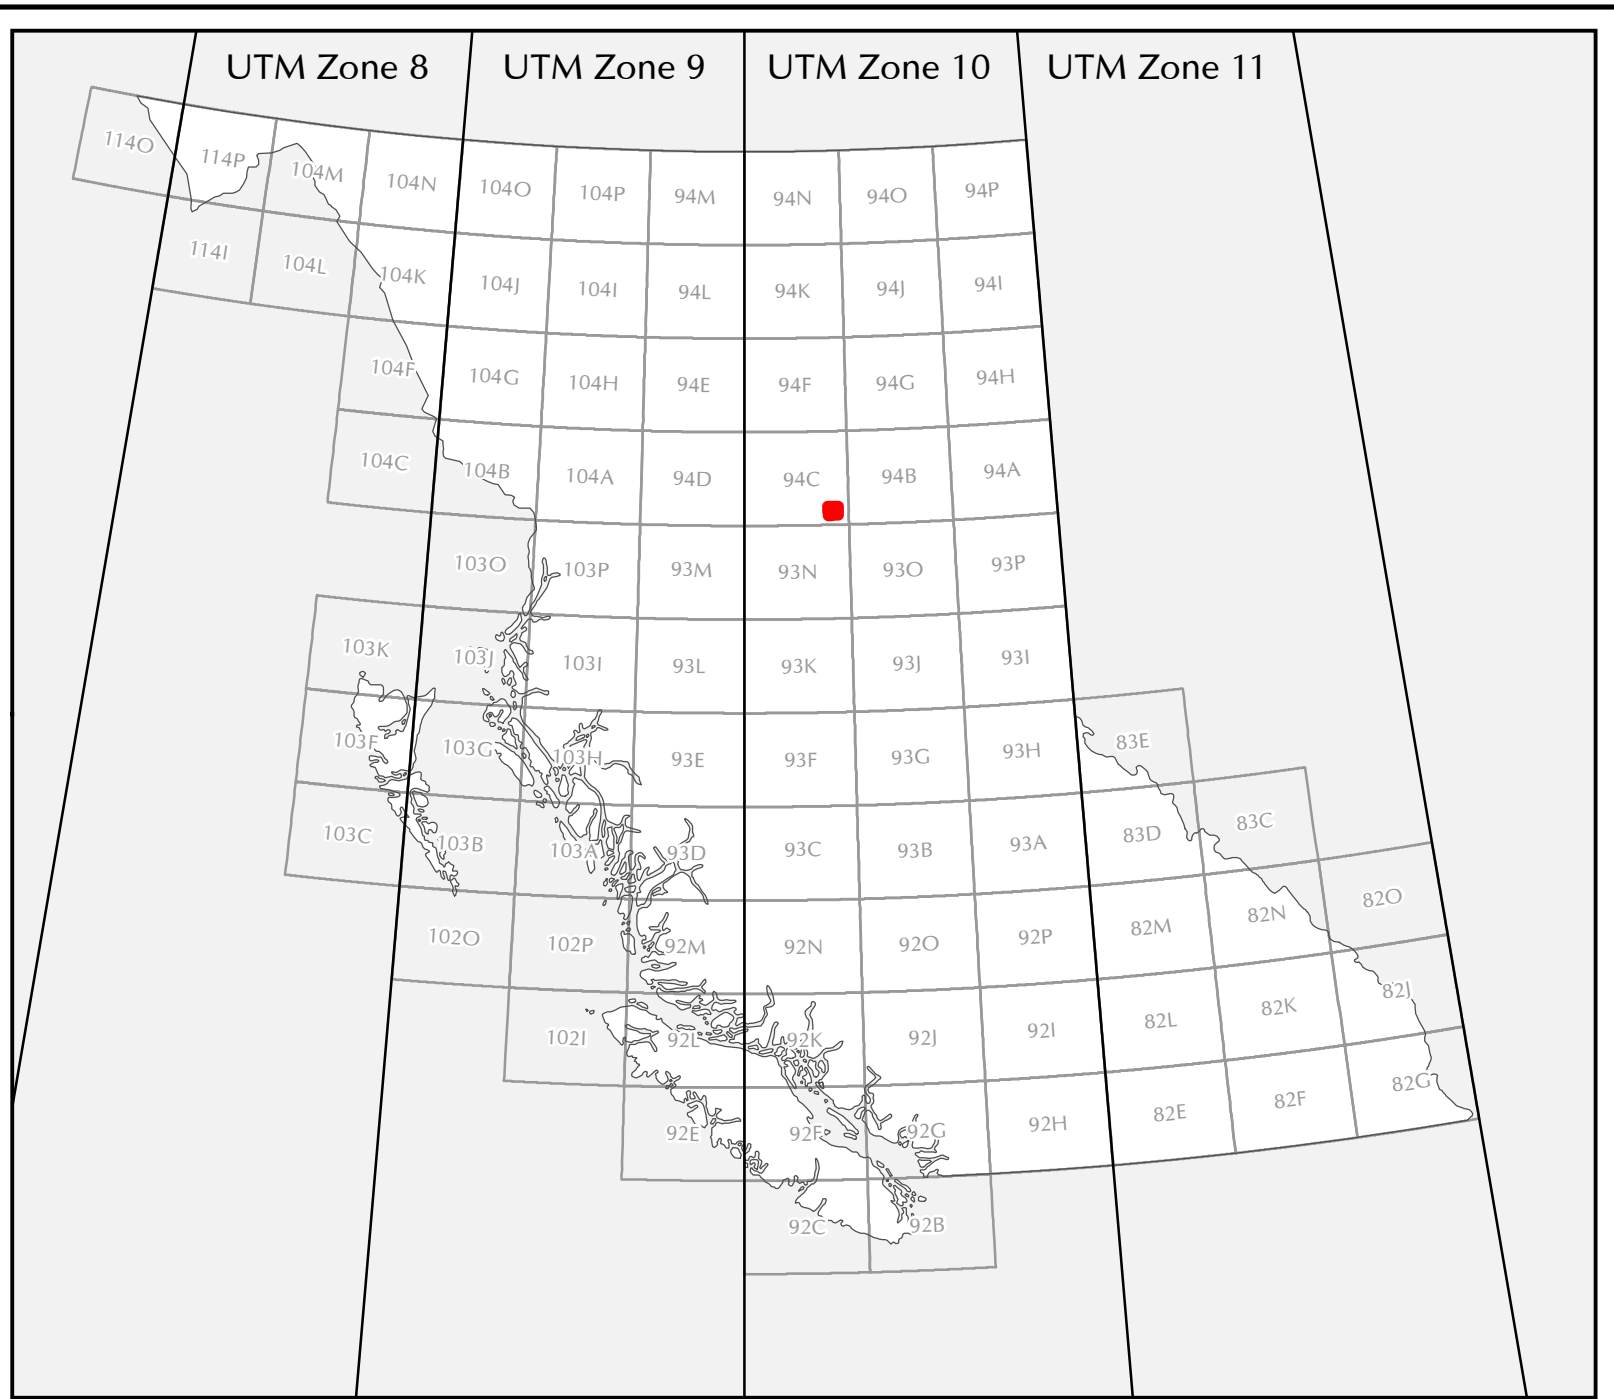 UTM Zone 8 UTM Zone 9 UTM Zone 10 UTM Zone 11
114O 114P 104M 104N 104O 104P 94M 94N 94O 94P
114I 104L 104K 104J 104I 94L 94K 94J 94I
104F 104G 104H 94E 94F 94G 94H
104C 104B 104A 94D 94C 94B 94A
103O 103P 93M 93N 93O 93P
103K 103J 103I 93L 93K 93J 93I
103F 103G 103H 93E 93F 93G 93H 83E
103C 103B 103A 93D 93C 93B 93A 83D 83C
102O 102P 92M 92N 92O 92P 82M 82N 82O
102I 92L 92K 92J 92I 82L 82K 82J
92E 92F 92G 92H 82E 82F 82G
92C 92B